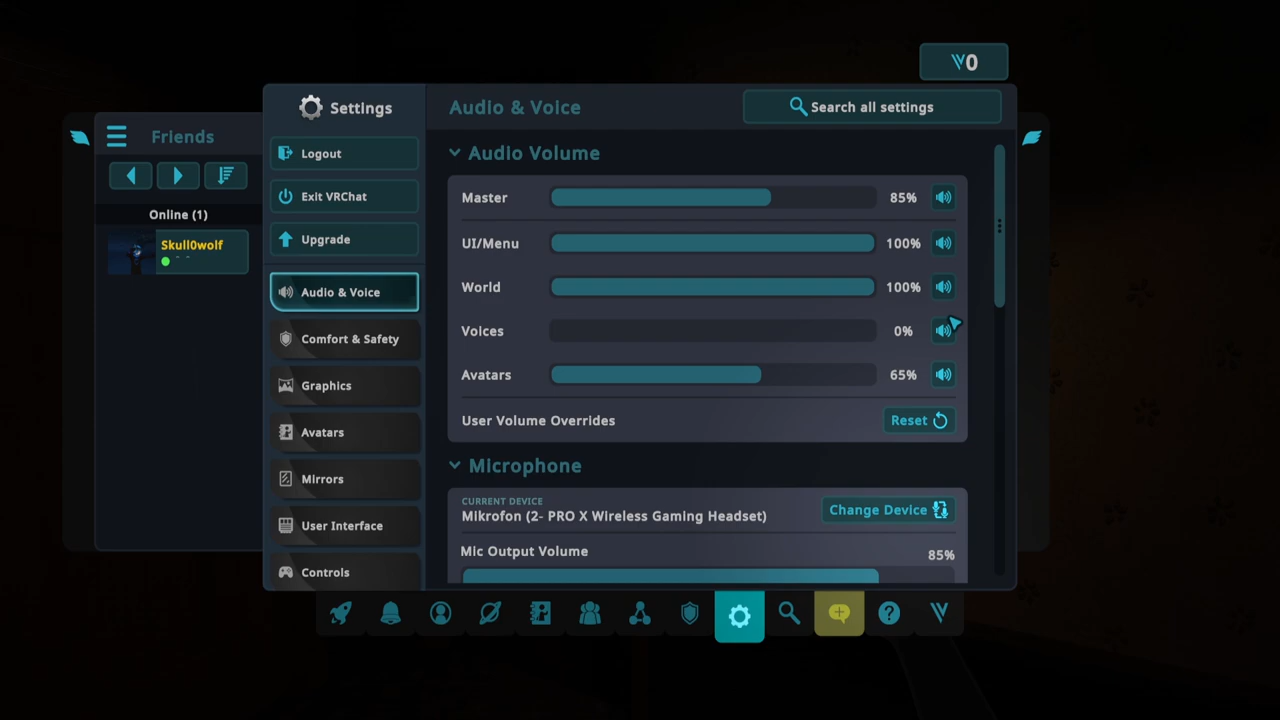 0
Friends
Online (1)
Skull0wolf
Settings
Logout
Exit VRChat
Upgrade
Audio & Voice
Comfort & Safety
Graphics
Avatars
Mirrors
User Interface
Controls
Audio & Voice
Search all settings
Audio Volume
Master 85%
UI/Menu 100%
World 100%
Voices 0%
Avatars 65%
User Volume Overrides Reset
Microphone
CURRENT DEVICE
Mikrofon (2- PRO X Wireless Gaming Headset) Change Device
Mic Output Volume 85%